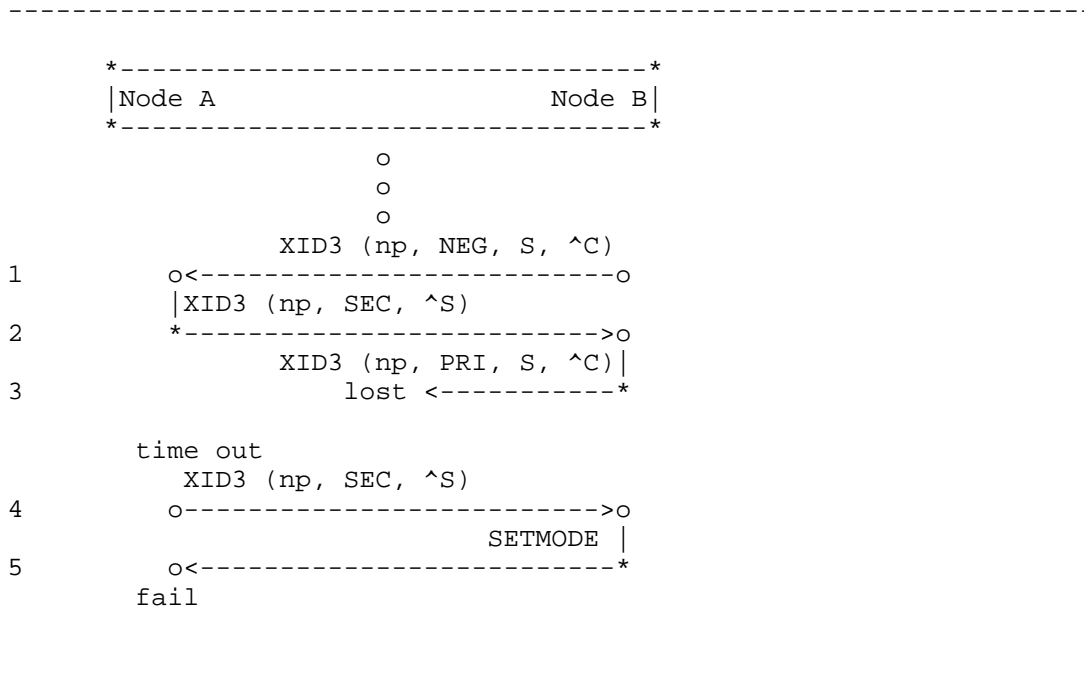 --------------------------------------------------------------------
*---------------------------------*
|Node A                     Node B|
*---------------------------------*
o
o
o
XID3 (np, NEG, S, ^C)
1         o<--------------------------o
|XID3 (np, SEC, ^S)
2         *-------------------------->o
XID3 (np, PRI, S, ^C)|
3                    lost <-----------*
time out
XID3 (np, SEC, ^S)
4         o-------------------------->o
SETMODE |
5         o<--------------------------*
fail